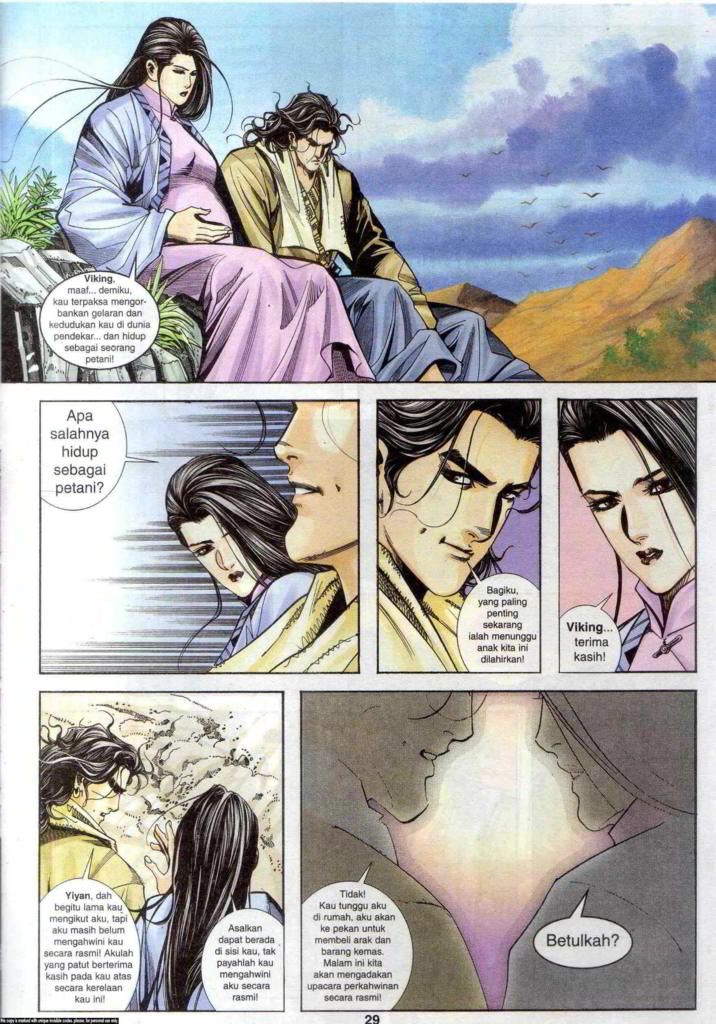 Viking,
maaf... demiku,
kau terpaksa mengor-
bankan gelaran dan
kedudukan kau di dunia
pendekar... dan hidup
sebagai seorang
petani!
Apa
salahnya
hidup
sebagai
petani?
Bagiku,
yang paling
penting
sekarang
ialah menunggu
anak kita ini
dilahirkan!
Viking...
terima
kasih!
Yiyan, dah
begitu lama kau
mengikut aku, tapi
aku masih belum
mengahwini kau
secara rasmi! Akulah
yang patut berterima
kasih pada kau atas
secara kerelaan
kau ini!
Asalkan
dapat berada
di sisi kau, tak
payahlah kau
mengahwini
aku secara
rasmi!
Tidak!
Kau tunggu aku
di rumah, aku akan
ke pekan untuk
membeli arak dan
barang kemas.
Malam ini kita
akan mengadakan
upacara perkahwinan
secara rasmi!
Betulkah?
29